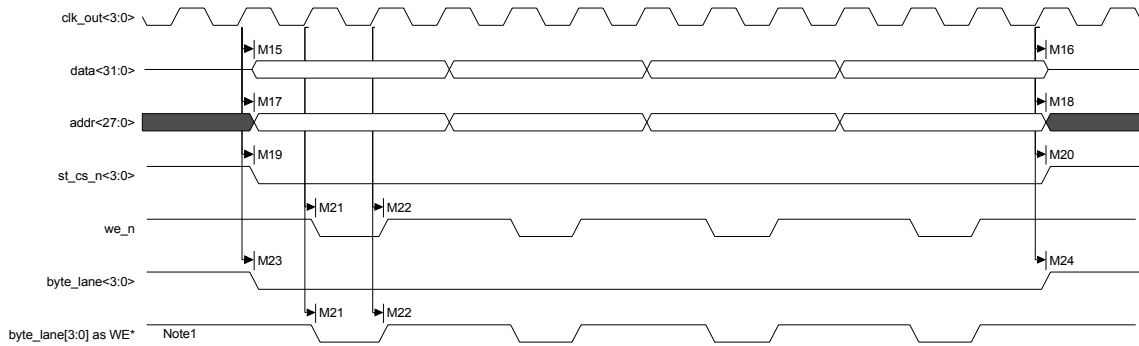 clk_out<3:0>
M15 M16
data<31:0>
M17 M18
addr<27:0>
M19 M20
st_cs_n<3:0>
M21 M22
we_n
M23 M24
byte_lane<3:0>
M21 M22
byte_lane[3:0] as WE* Note1